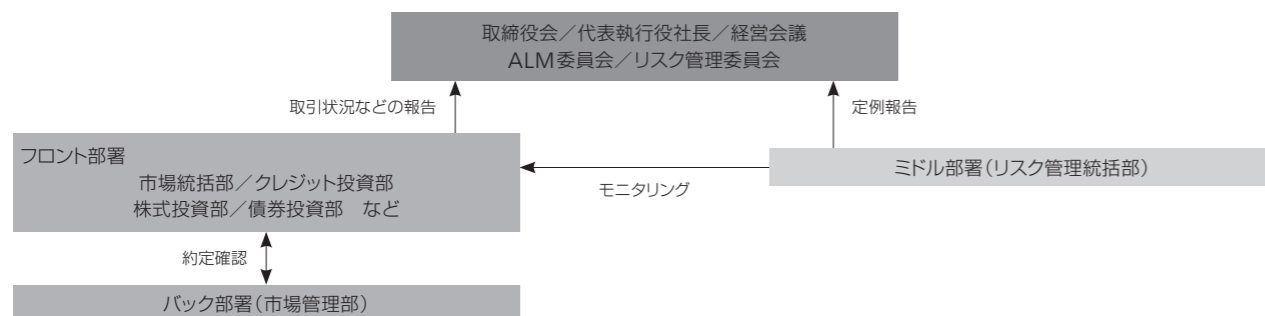 取締役会／代表執行役社長／経営会議
ALM委員会／リスク管理委員会
取引状況などの報告
定例報告
フロント部署
市場統括部／クレジット投資部
株式投資部／債券投資部　など
ミドル部署（リスク管理統括部）
モニタリング
約定確認
バック部署（市場管理部）